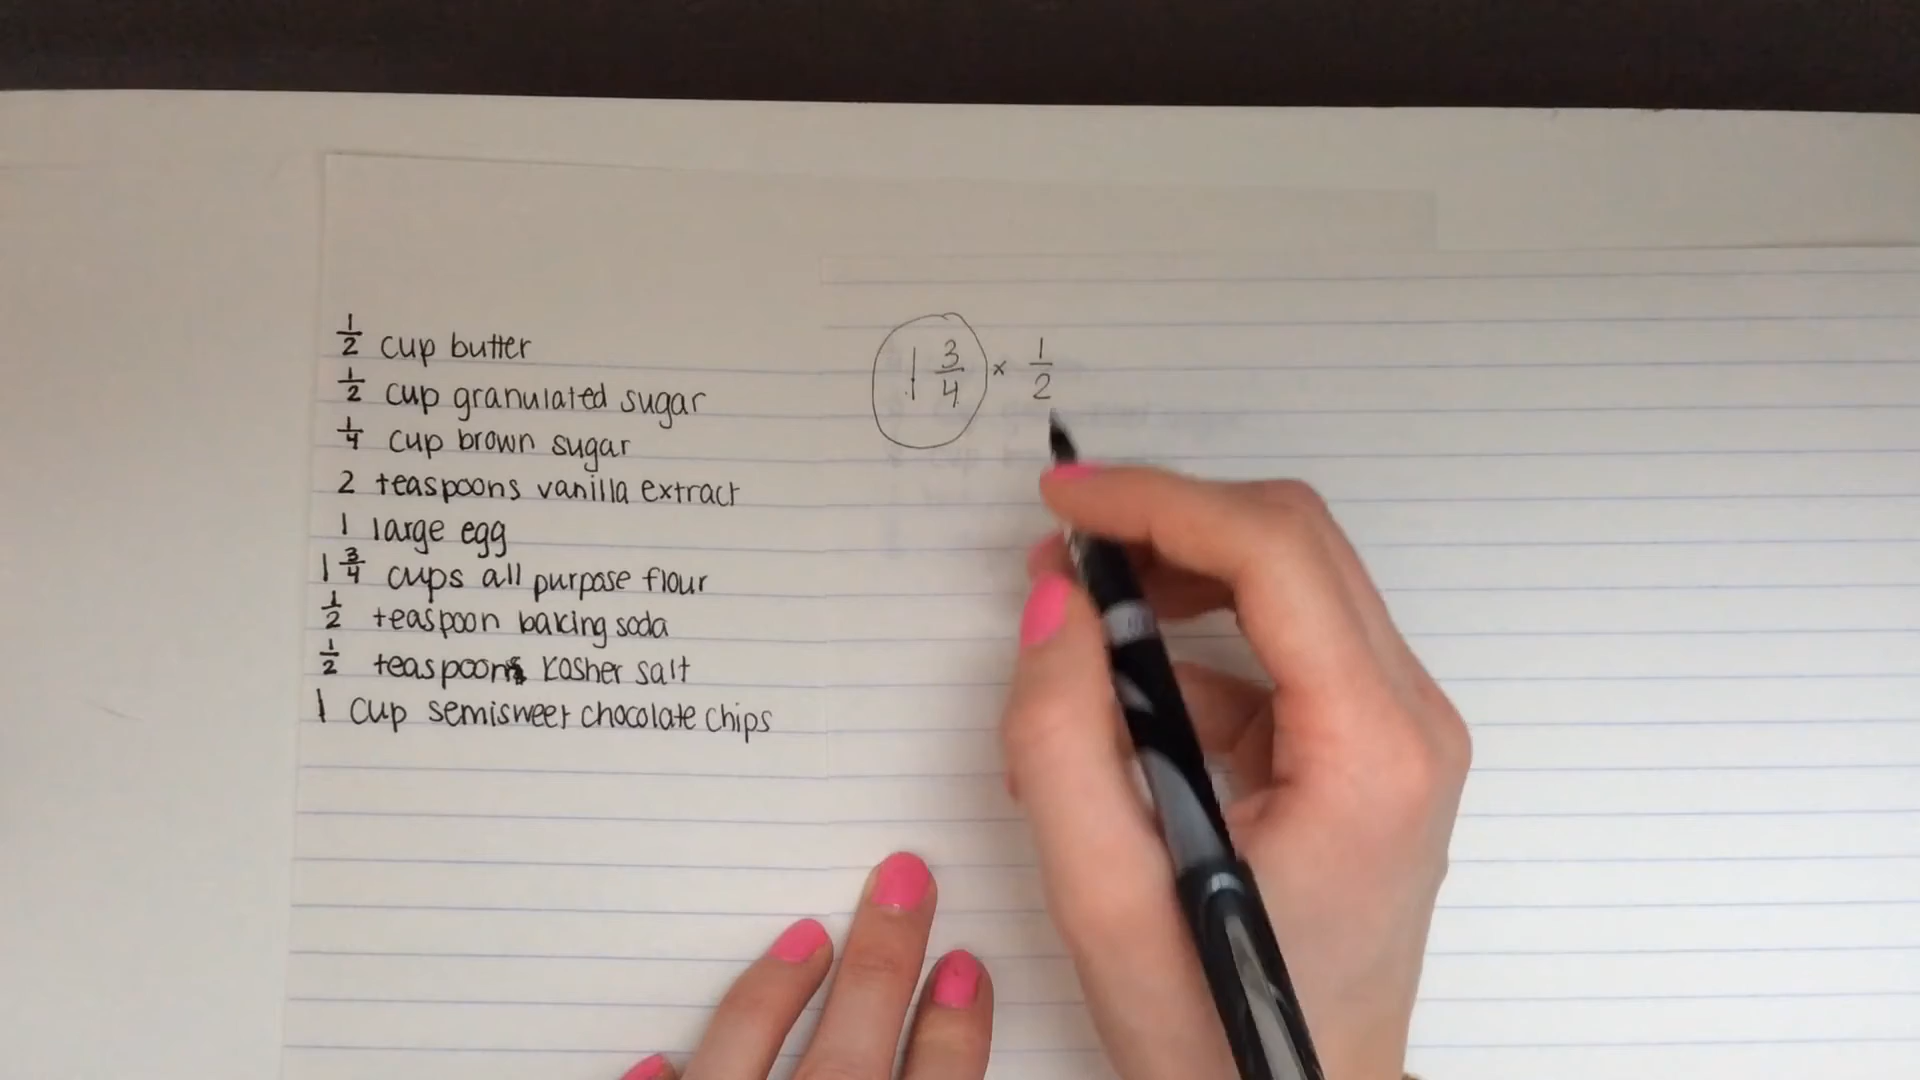 1/2 cup butter
1/2 cup granulated sugar
1/4 cup brown sugar
2 teaspoons vanilla extract
1 large egg
1 3/4 cups all purpose flour
1/2 teaspoon baking soda
1/2 teaspoon kosher salt
1 cup semisweet chocolate chips
1 3/4 × 1/2